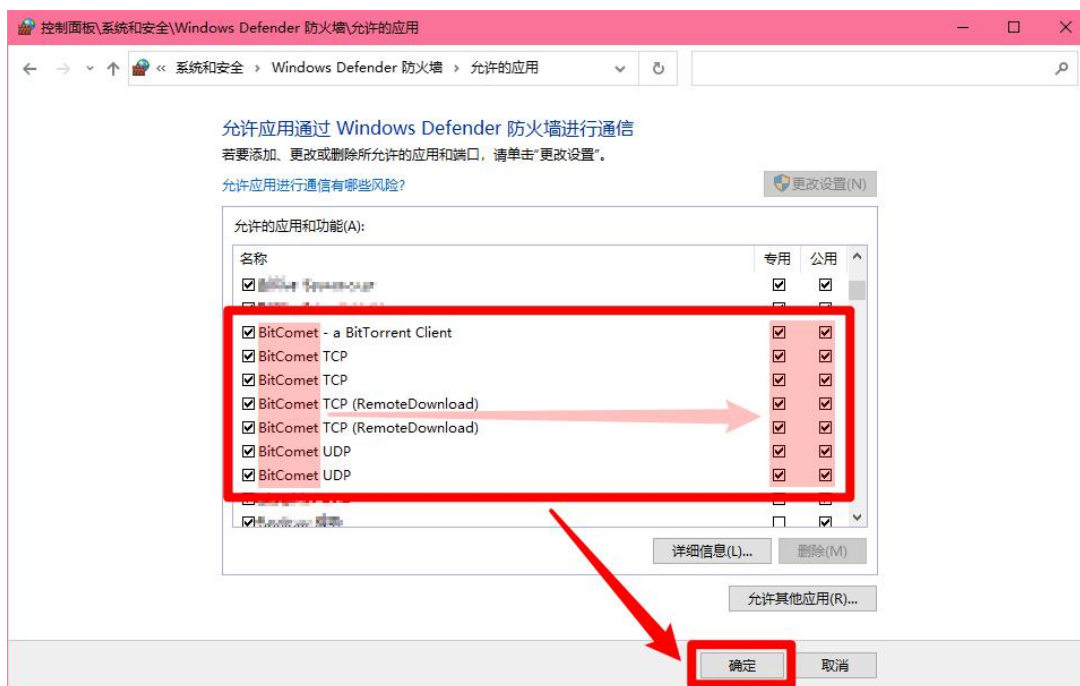 控制面板\系统和安全\Windows Defender 防火墙\允许的应用
« 系统和安全 › Windows Defender 防火墙 › 允许的应用
允许应用通过 Windows Defender 防火墙进行通信
若要添加、更改或删除所允许的应用和端口，请单击"更改设置"。
允许应用进行通信有哪些风险?
更改设置(N)
允许的应用和功能(A):
名称 专用 公用
BitComet - a BitTorrent Client
BitComet TCP
BitComet TCP
BitComet TCP (RemoteDownload)
BitComet TCP (RemoteDownload)
BitComet UDP
BitComet UDP
详细信息(L)... 删除(M)
允许其他应用(R)...
确定 取消